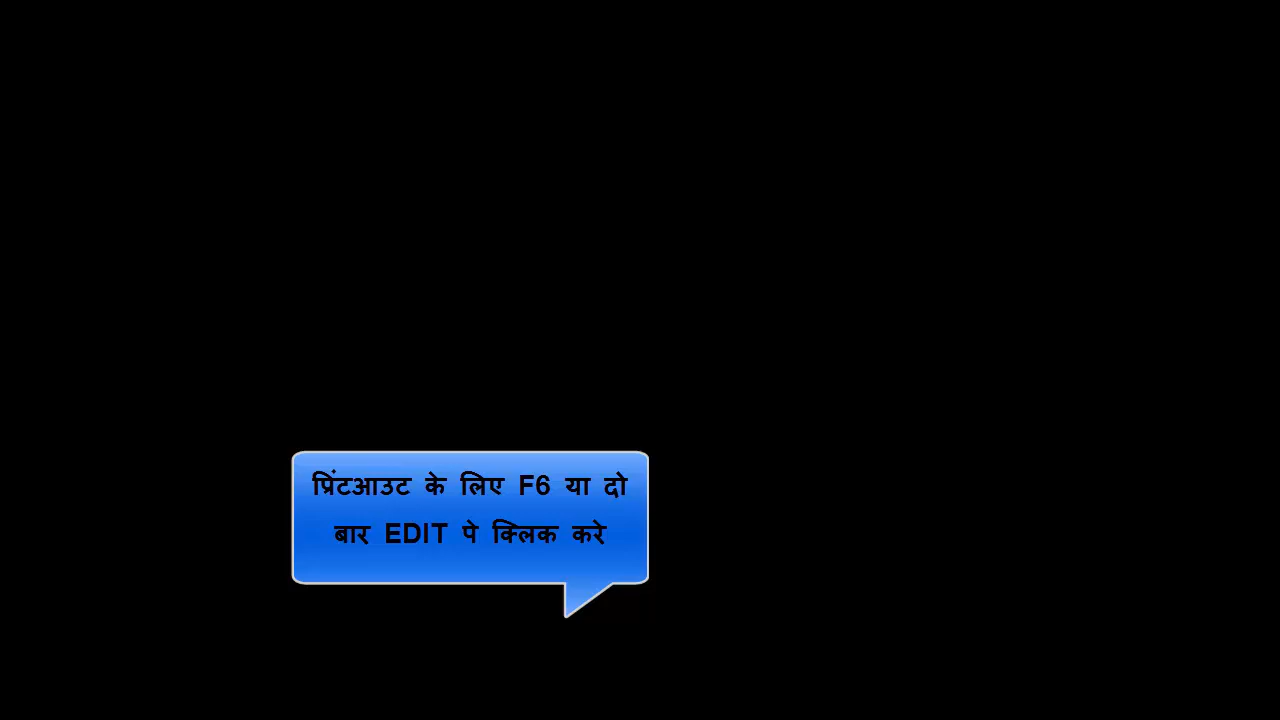 प्रिंटआउट के लिए F6 या दो
बार EDIT पे क्लिक करे